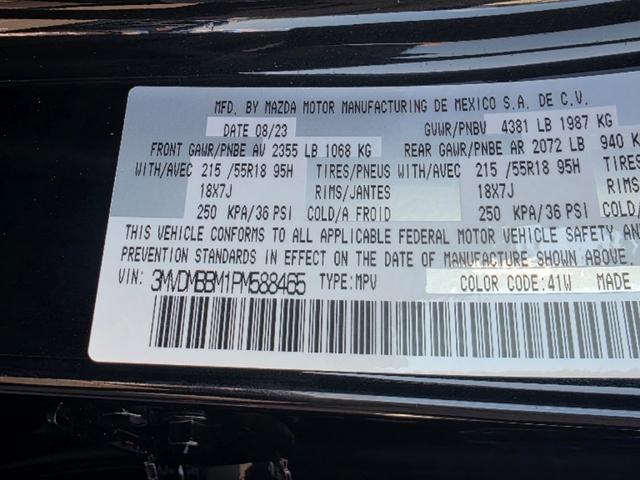 MFD. BY MAZDA MOTOR MANUFACTURING DE MEXICO S.A. DE C.V.
DATE 08/23 GVWR/PNBV 4381 LB 1987 KG
FRONT GAWR/PNBE AV 2355 LB 1068 KG REAR GAWR/PNBE AR 2072 LB 940 K
WITH/AVEC 215 /55R18 95H TIRES/PNEUS WITH/AVEC 215 /55R18 95H TIRES/
18X7J RIMS/JANTES 18X7J RIMS/
250 KPA/36 PSI COLD/A FROID 250 KPA/36 PSI COLD/
THIS VEHICLE CONFORMS TO ALL APPLICABLE FEDERAL MOTOR VEHICLE SAFETY AN
PREVENTION STANDARDS IN EFFECT ON THE DATE OF MANUFACTURE SHOWN ABOVE.
VIN: 3MVDMBBM1PM588465 TYPE:MPV COLOR CODE:41W MADE